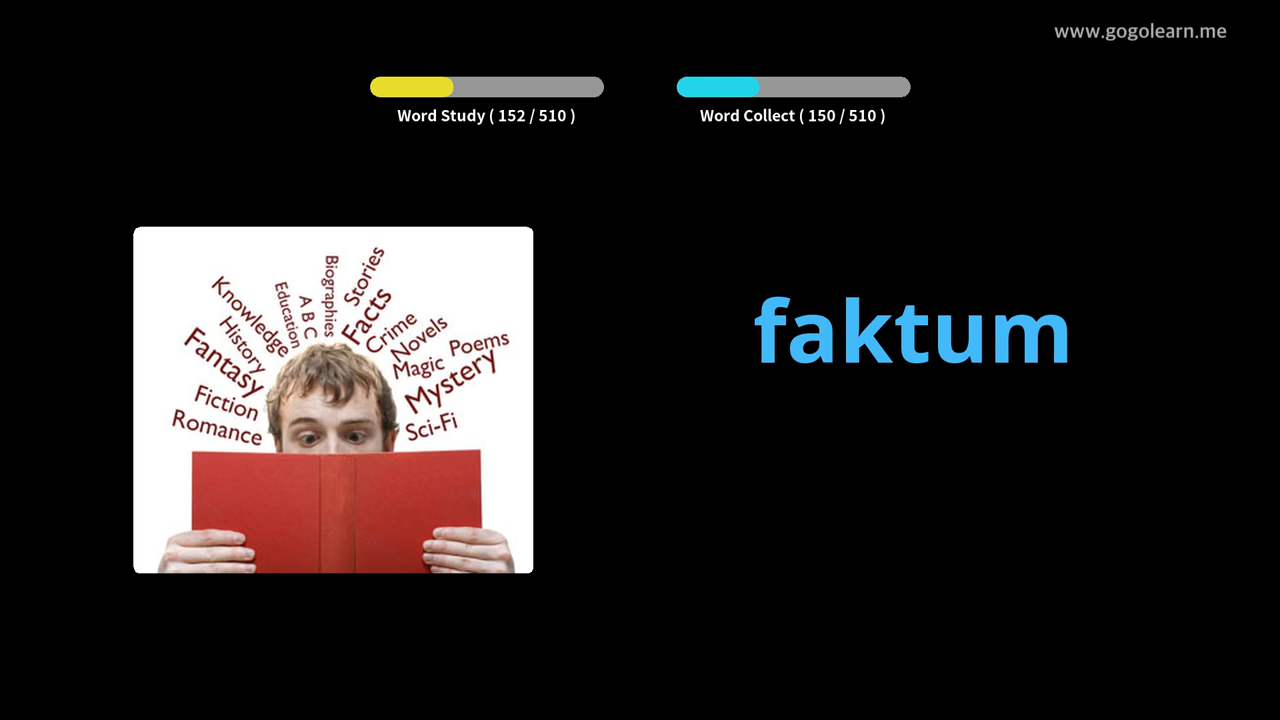 www.gogolearn.me
Word Study ( 152 / 510 )
Word Collect ( 150 / 510 )
Biographies
Stories
Education
A B C
Facts
Knowledge
Crime
History
Novels
Poems
Fantasy
Magic
Mystery
Fiction
Romance
Sci-Fi
faktum